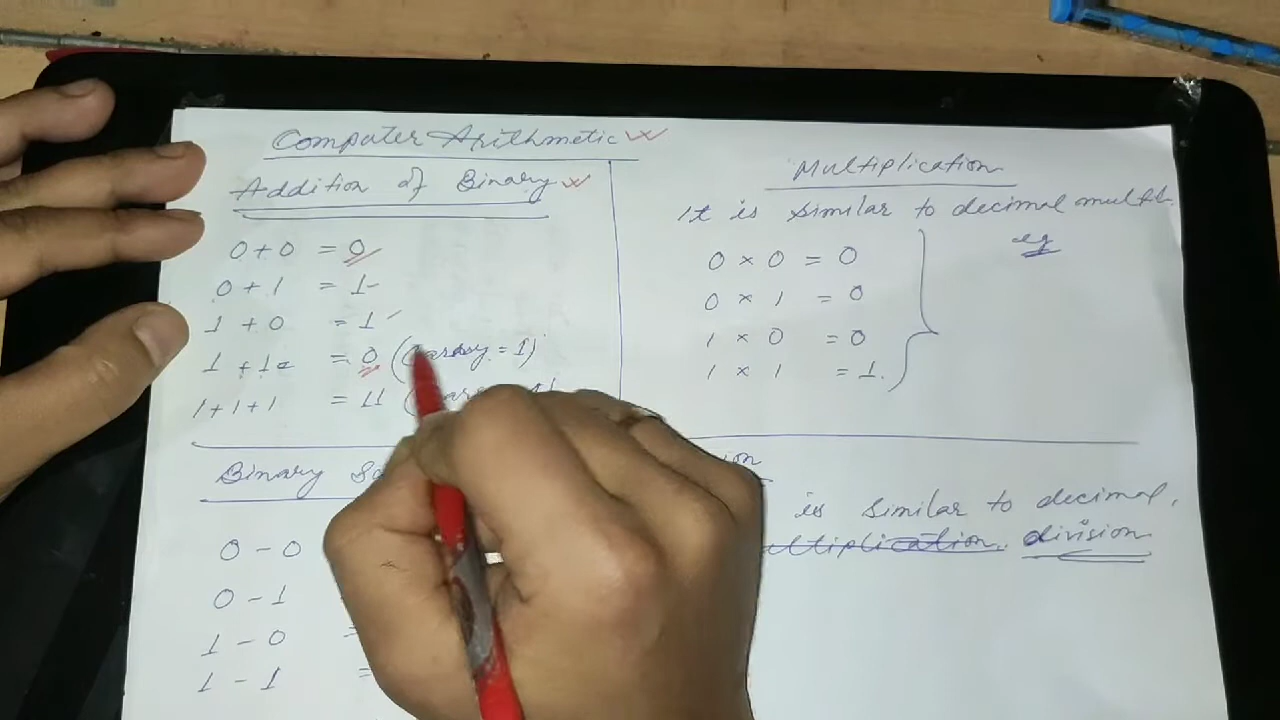 Computer Arithmetic
Addition of Binary
0 + 0 = 0
0 + 1 = 1
1 + 0 = 1
1 + 1 = 0 (carry = 1)
1 + 1 + 1 = 11
Binary
0 - 0
0 - 1
1 - 0 =
1 - 1 =
Multiplication
It is similar to decimal
eg
0 × 0 = 0
0 × 1 = 0
1 × 0 = 0
1 × 1 = 1.
is similar to decimal,
division